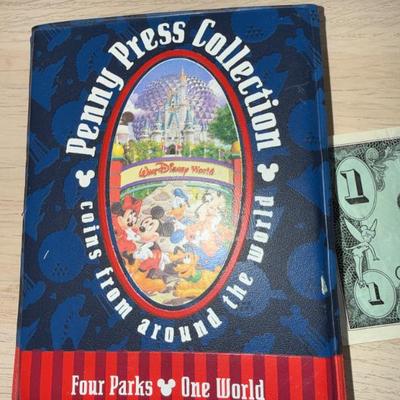 Penny Press Collection
Walt Disney World
coins from around the world
Four Parks One World
1
1